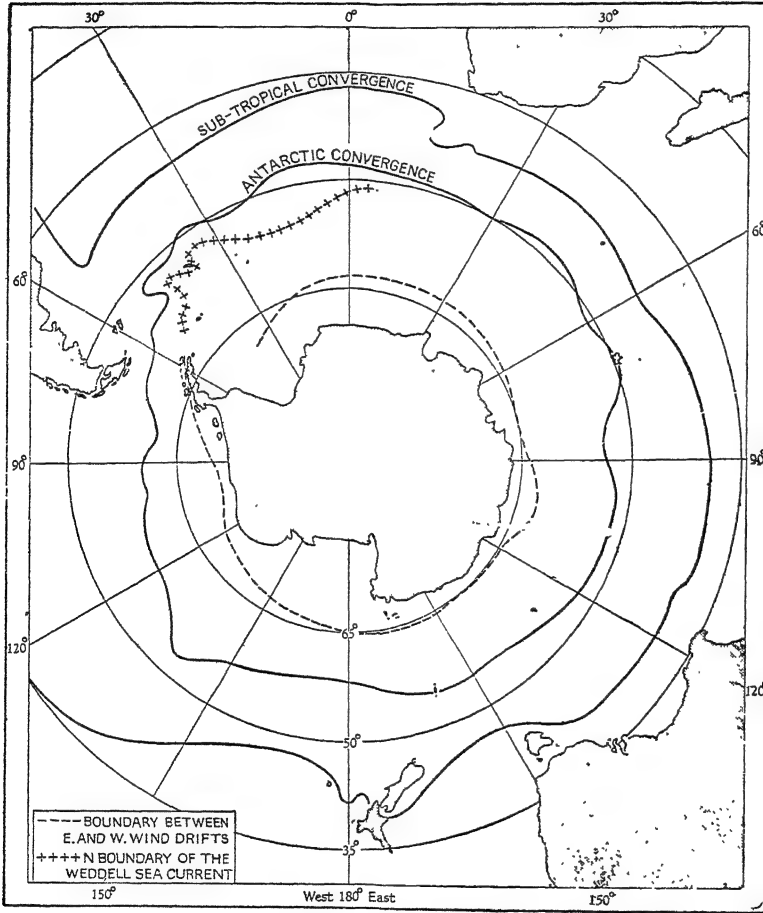 30° 0° 30°
SUB-TROPICAL CONVERGENCE
ANTARCTIC CONVERGENCE
60° 60
90° 90°
65°
120° 120°
50°
35°
-----BOUNDARY BETWEEN
E. AND W. WIND DRIFTS
++++N BOUNDARY OF THE
WEDDELL SEA CURRENT
150° West 180° East 150°